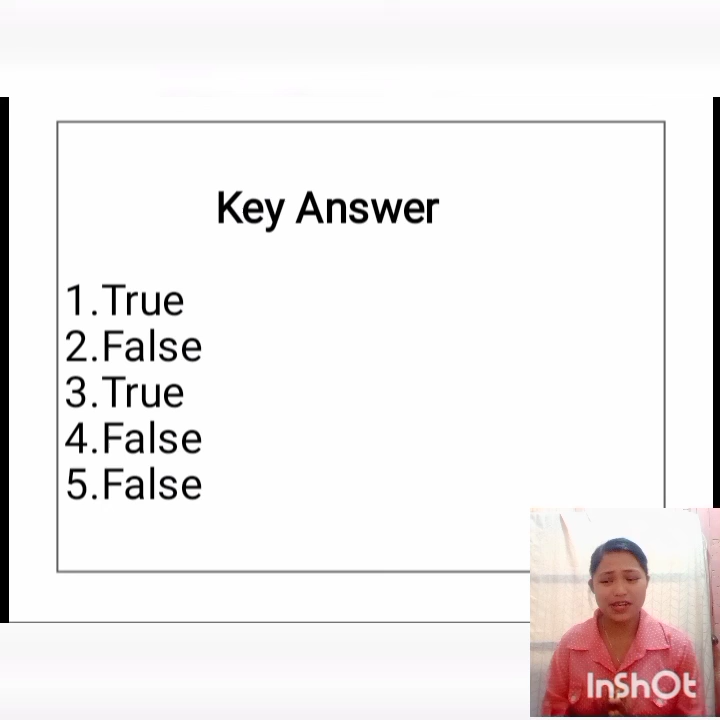 Key Answer
1.True
2.False
3.True
4.False
5.False
InShOt